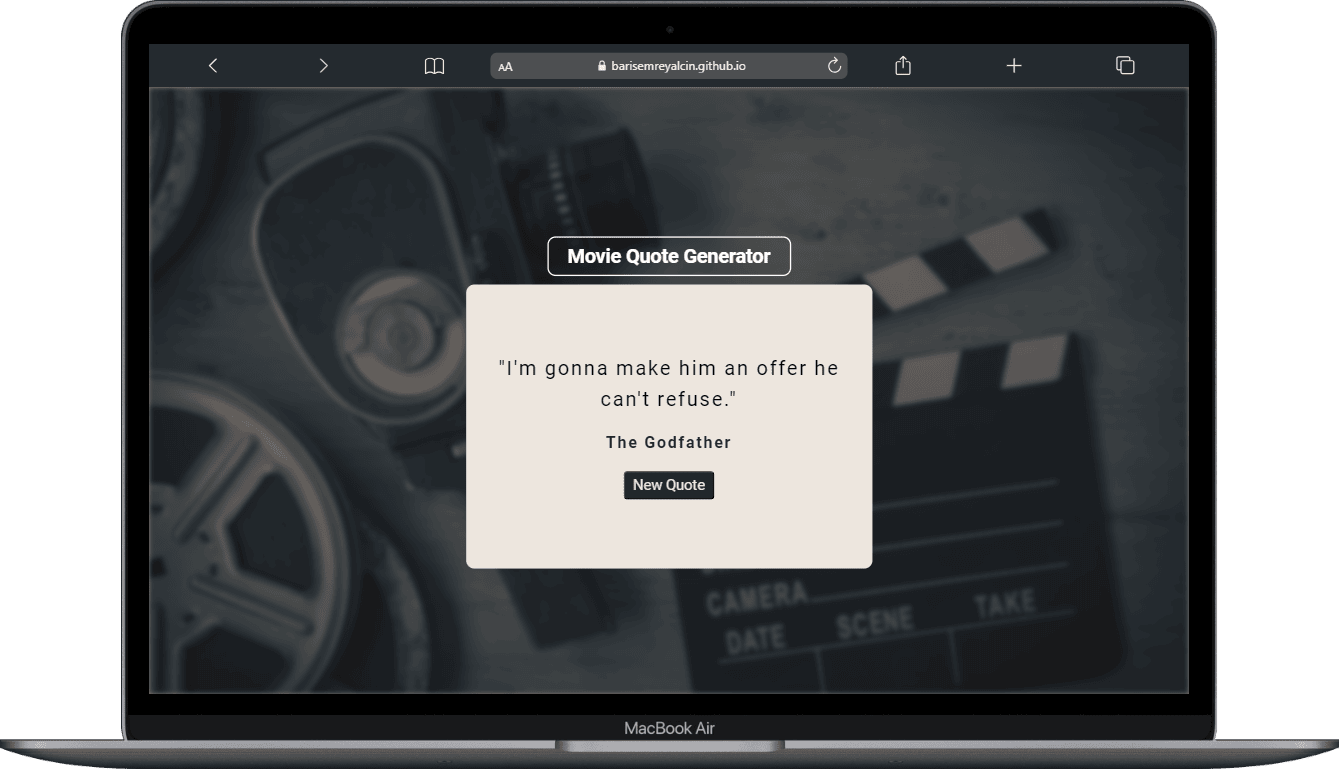 AA
barisemreyalcin.github.io
Movie Quote Generator
"I'm gonna make him an offer he
can't refuse."
The Godfather
New Quote
CAMERA
DATE SCENE TAKE
MacBook Air